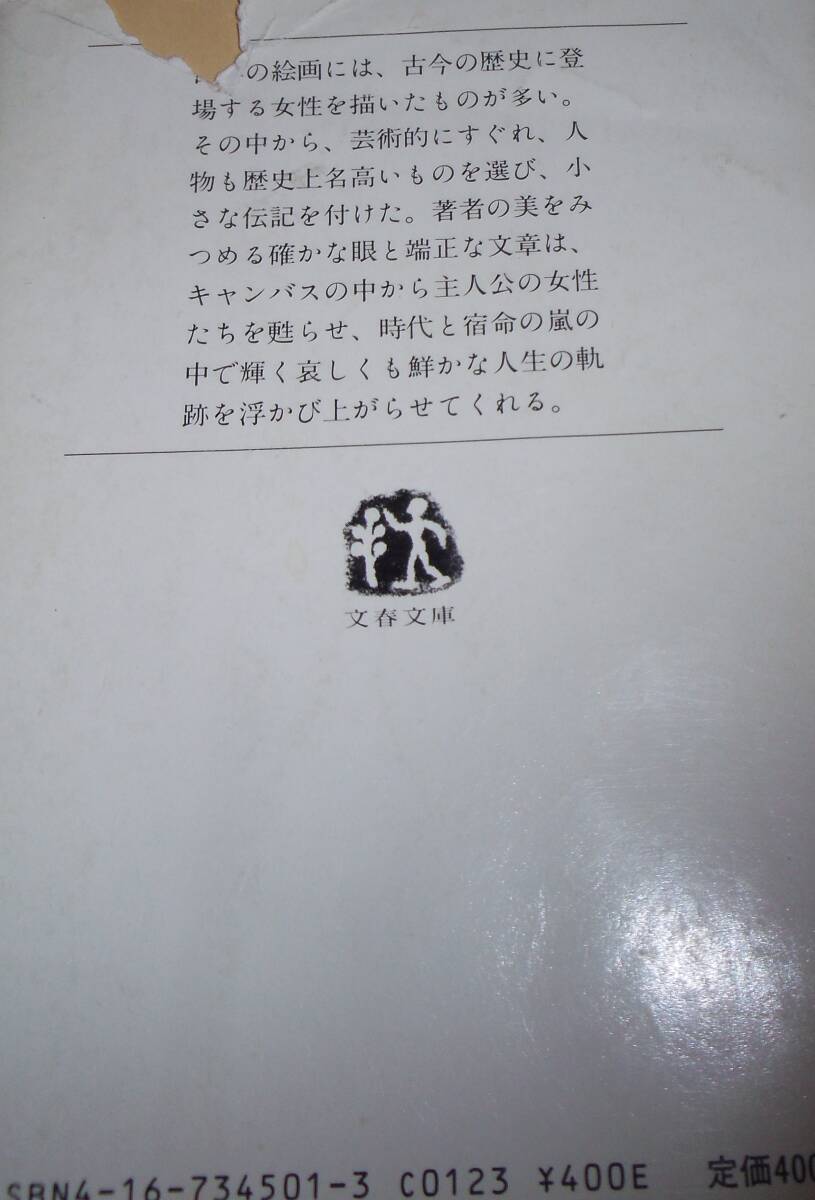 の絵画には、古今の歴史に登
場する女性を描いたものが多い。
その中から、芸術的にすぐれ、人
物も歴史上名高いものを選び、小
さな伝記を付けた。著者の美をみ
つめる確かな眼と端正な文章は、
キャンバスの中から主人公の女性
たちを甦らせ、時代と宿命の嵐の
中で輝く哀しくも鮮かな人生の軌
跡を浮かび上がらせてくれる。
文春文庫
SBN4-16-734501-3 C0123 ¥400E 定価400